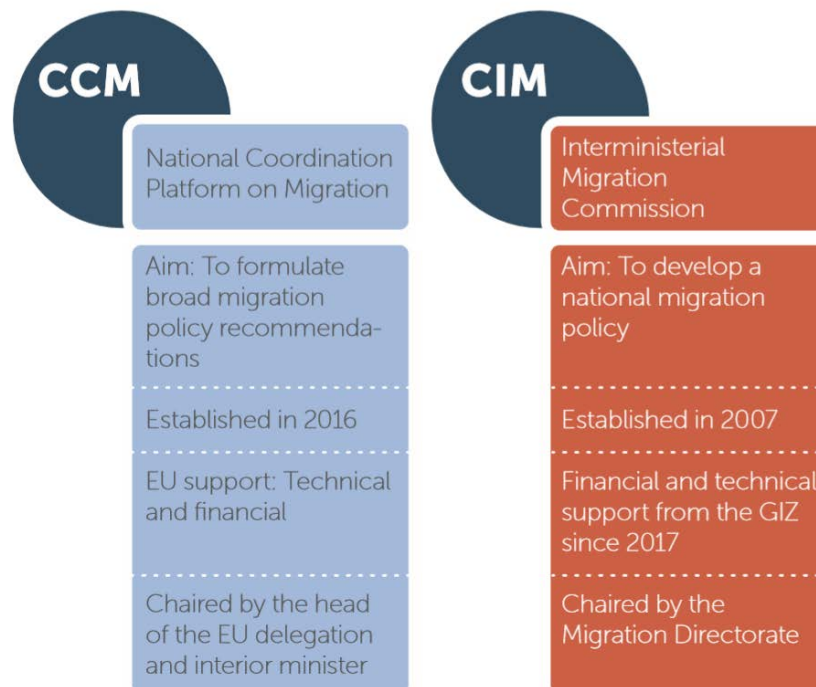 CCM
National Coordination
Platform on Migration
Aim: To formulate
broad migration
policy recommenda-
tions
Established in 2016
EU support: Technical
and financial
Chaired by the head
of the EU delegation
and interior minister
CIM
Interministerial
Migration
Commission
Aim: To develop a
national migration
policy
Established in 2007
Financial and technical
support from the GIZ
since 2017
Chaired by the
Migration Directorate